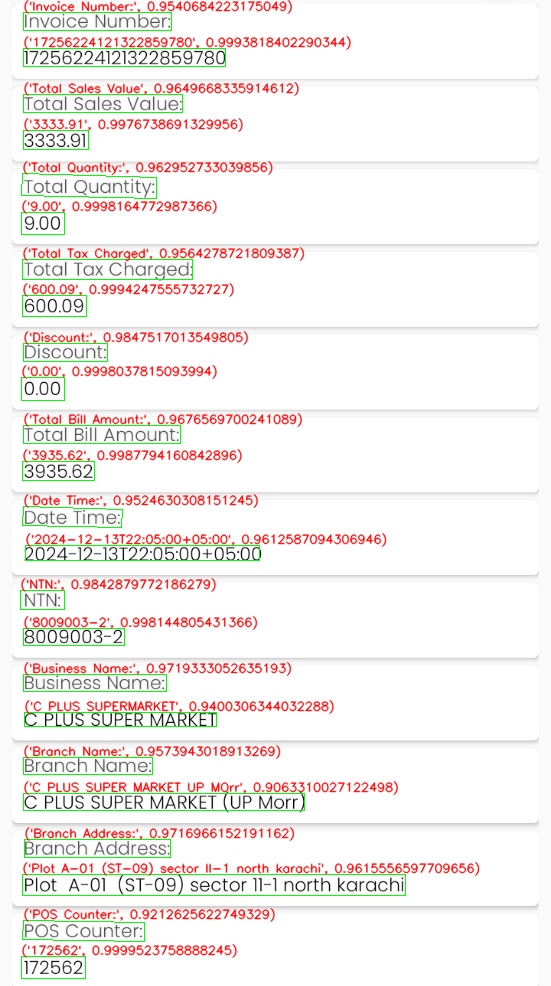 ('Invoice Number:', 0.9540684223175049)
Invoice Number:
('17256224121322859780', 0.9993818402290344)
17256224121322859780
('Total Sales Value', 0.9649668335914612)
Total Sales Value:
('3333.91', 0.9976738691329956)
3333.91
('Total Quantity:', 0.962952733039856)
Total Quantity:
('9.00', 0.9998164772987366)
9.00
('Total Tax Charged', 0.9564278721809387)
Total Tax Charged:
('600.09', 0.9994247555732727)
600.09
('Discount:', 0.9847517013549805)
Discount:
('0.00', 0.9998037815093994)
0.00
('Total Bill Amount:', 0.9676569700241089)
Total Bill Amount:
('3935.62', 0.9987794160842896)
3935.62
('Date Time:', 0.9524630308151245)
Date Time:
('2024-12-13T22:05:00+05:00', 0.9612587094306946)
2024-12-13T22:05:00+05:00
('NTN:', 0.9842879772186279)
NTN:
('8009003-2', 0.998144805431366)
8009003-2
('Business Name:', 0.9719333052635193)
Business Name:
('C PLUS SUPERMARKET', 0.9400306344032288)
C PLUS SUPER MARKET
('Branch Name:', 0.9573943018913269)
Branch Name:
('C PLUS SUPER MARKET UP MQrr', 0.9063310027122498)
C PLUS SUPER MARKET (UP Morr)
('Branch Address:', 0.9716966152191162)
Branch Address:
('Plot A-01 (ST-09) sector II-1 north karachi', 0.9615556597709656)
Plot A-01 (ST-09) sector 11-1 north karachi
('POS Counter:', 0.9212625622749329)
POS Counter:
('172562', 0.9999523758888245)
172562